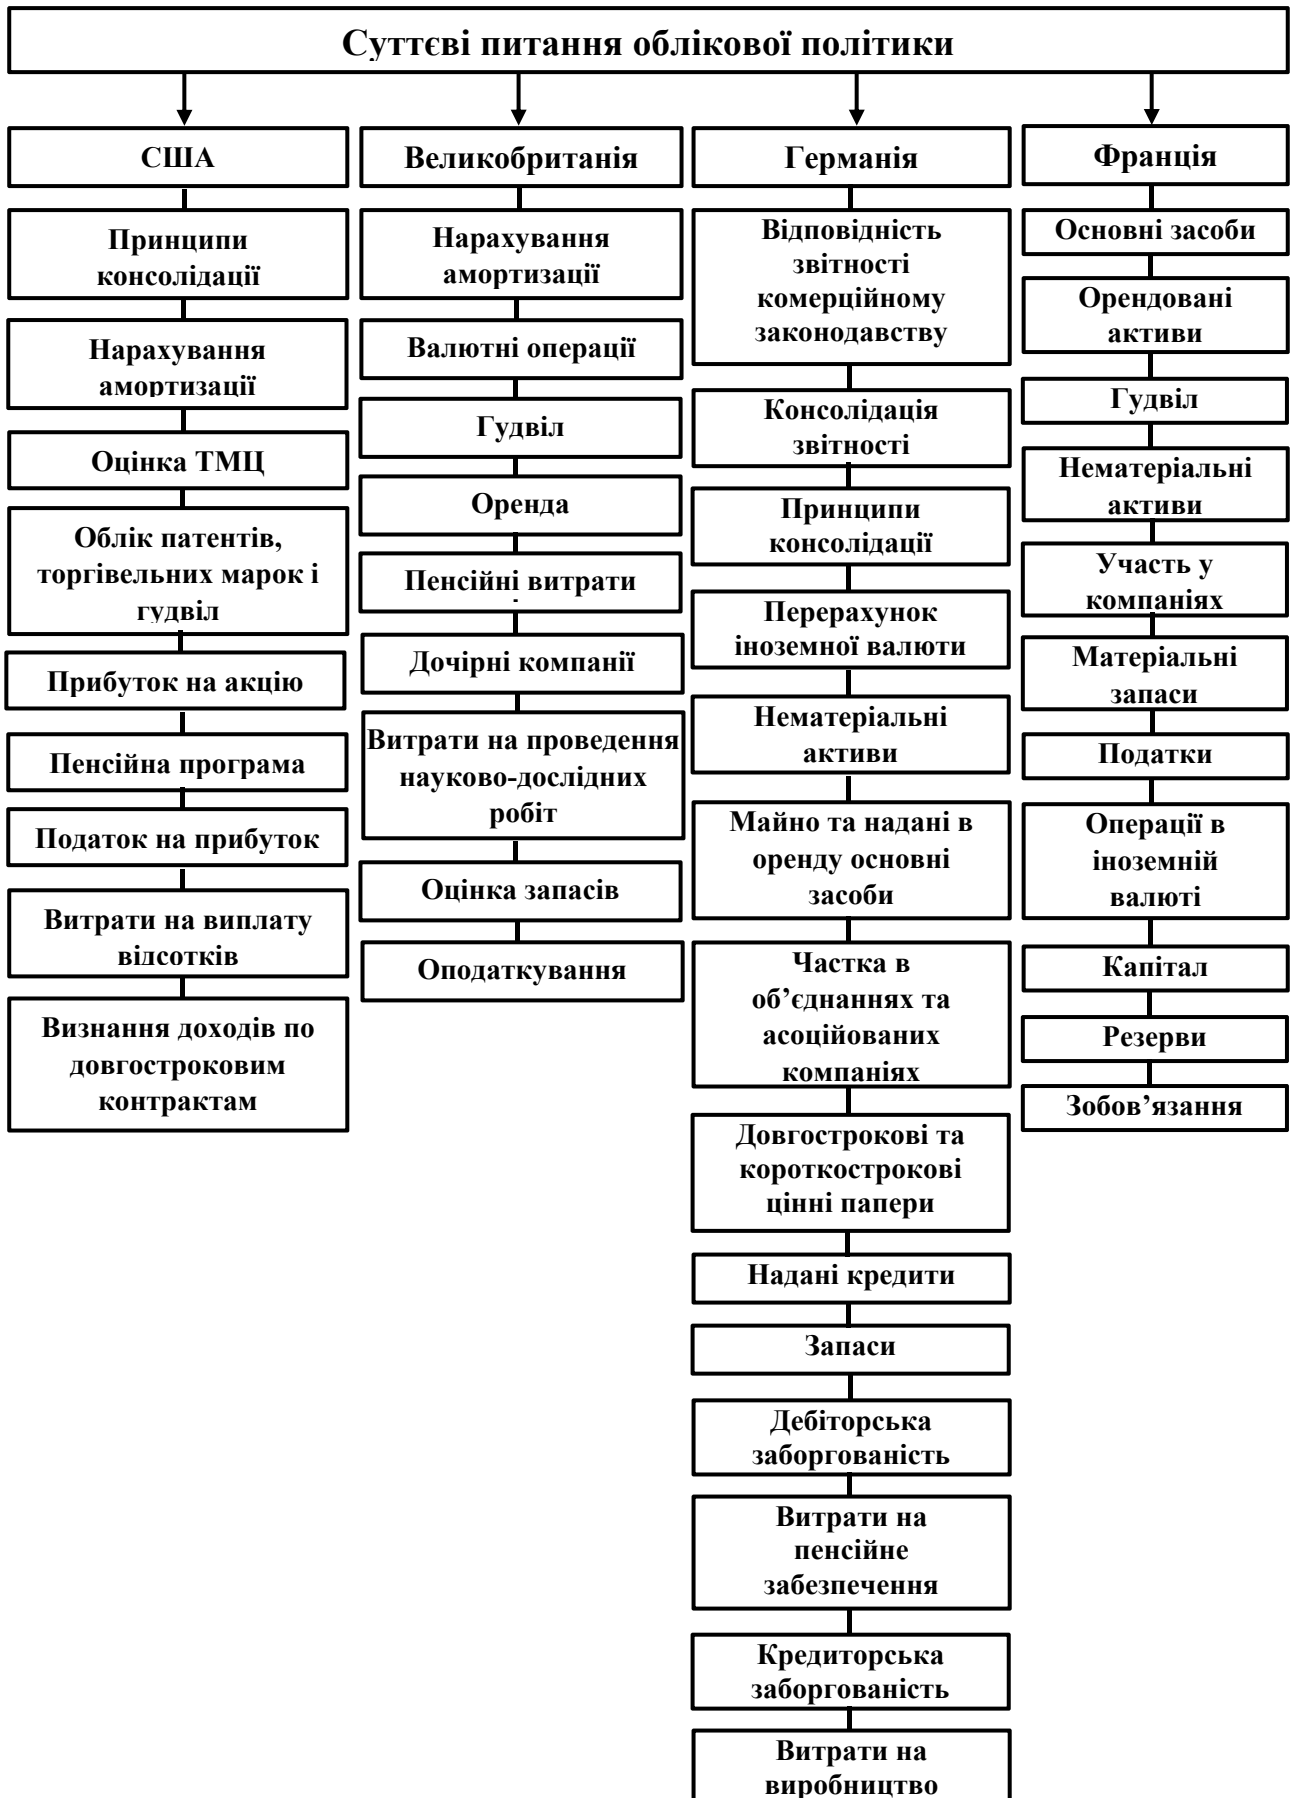 Суттєві питання облікової політики
США
Принципи
консолідації
Нарахування
амортизації
Оцінка ТМЦ
Облік патентів,
торгівельних марок і
гудвіл
Прибуток на акцію
Пенсійна програма
Податок на прибуток
Витрати на виплату
відсотків
Визнання доходів по
довгостроковим
контрактам
Великобританія
Нарахування
амортизації
Валютні операції
Гудвіл
Оренда
Пенсійні витрати
Дочірні компанії
Витрати на проведення
науково-дослідних
робіт
Оцінка запасів
Оподаткування
Германія
Відповідність
звітності
комерційному
законодавству
Консолідація
звітності
Принципи
консолідації
Перерахунок
іноземної валюти
Нематеріальні
активи
Майно та надані в
оренду основні
засоби
Частка в
об’єднаннях та
асоційованих
компаніях
Довгострокові та
короткострокові
цінні папери
Надані кредити
Запаси
Дебіторська
заборгованість
Витрати на
пенсійне
забезпечення
Кредиторська
заборгованість
Витрати на
виробництво
Франція
Основні засоби
Орендовані
активи
Гудвіл
Нематеріальні
активи
Участь у
компаніях
Матеріальні
запаси
Податки
Операції в
іноземній
валюті
Капітал
Резерви
Зобов’язання